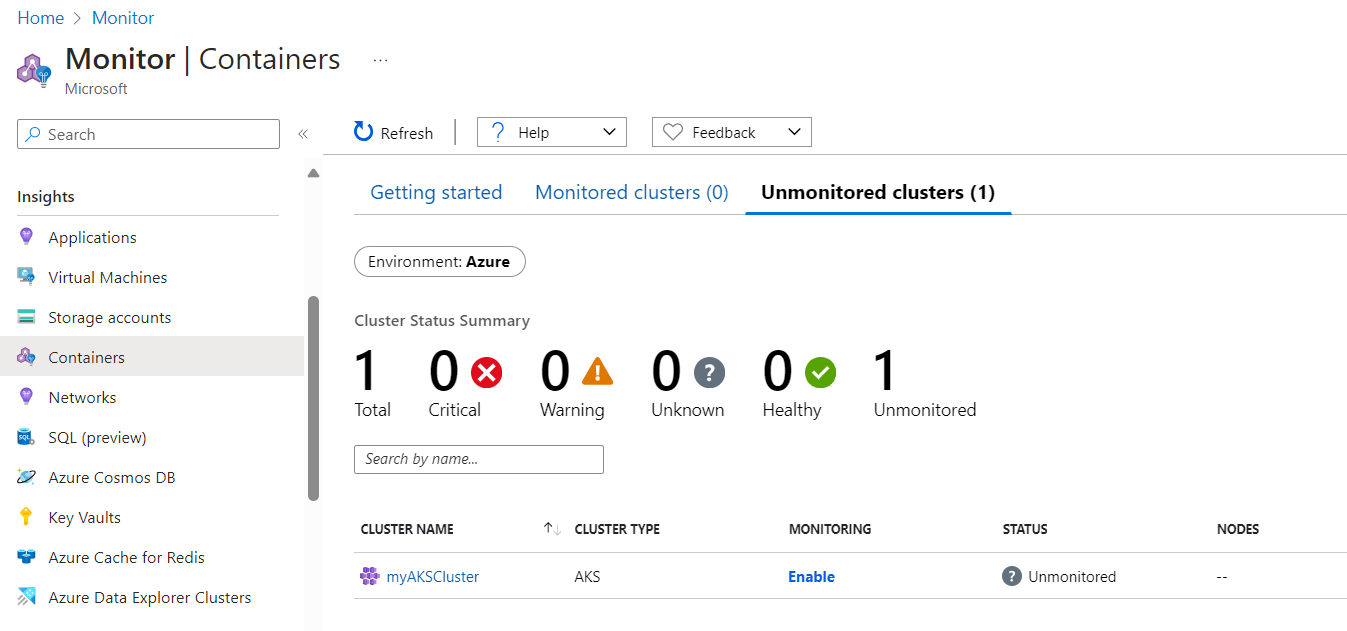 Home > Monitor
Monitor | Containers ...
Microsoft
Search «
Refresh Help Feedback
Insights
Applications
Virtual Machines
Storage accounts
Containers
Networks
SQL (preview)
Azure Cosmos DB
Key Vaults
Azure Cache for Redis
Azure Data Explorer Clusters
Getting started Monitored clusters (0) Unmonitored clusters (1)
Environment: Azure
Cluster Status Summary
1 0 0 0 0 1
Total Critical Warning Unknown Healthy Unmonitored
Search by name...
CLUSTER NAME CLUSTER TYPE MONITORING STATUS NODES
myAKSCluster AKS Enable Unmonitored --